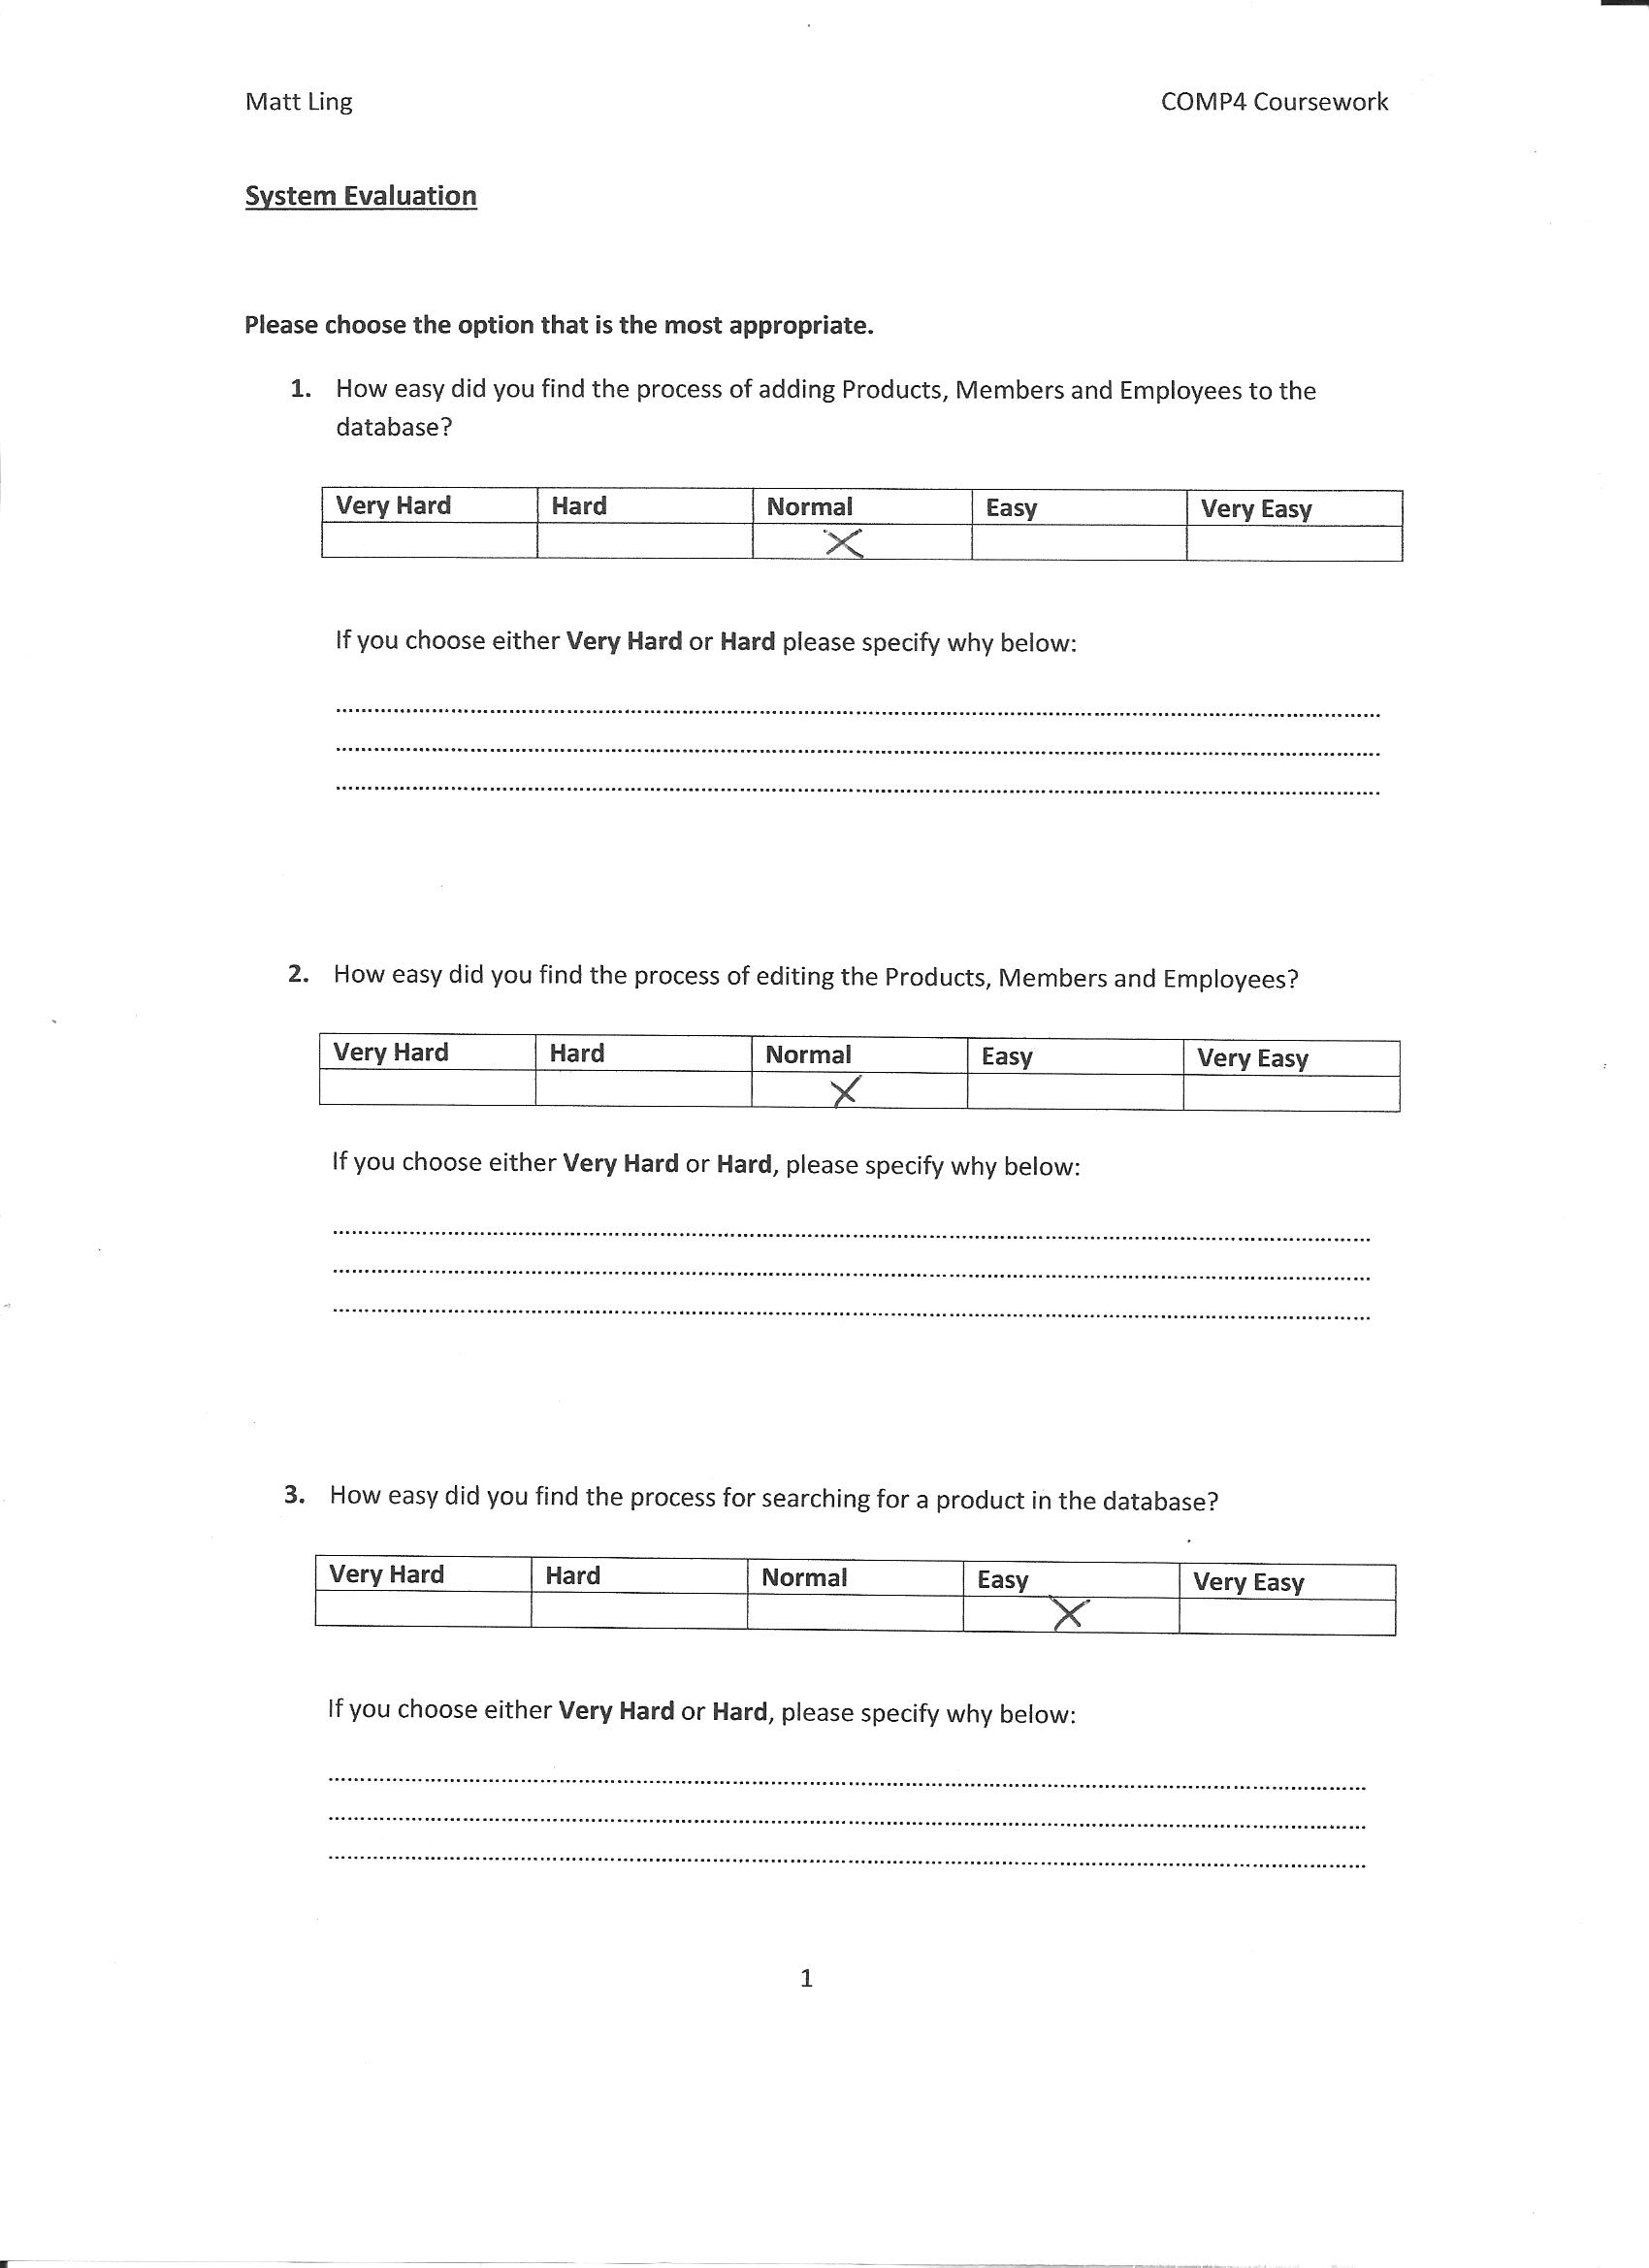 Matt Ling COMP4 Coursework
System Evaluation
Please choose the option that is the most appropriate.
1. How easy did you find the process of adding Products, Members and Employees to the
database?
Very Hard Hard Normal Easy Very Easy
X
If you choose either Very Hard or Hard please specify why below:
2. How easy did you find the process of editing the Products, Members and Employees?
Very Hard Hard Normal Easy Very Easy
X
If you choose either Very Hard or Hard, please specify why below:
3. How easy did you find the process for searching for a product in the database?
Very Hard Hard Normal Easy Very Easy
X
If you choose either Very Hard or Hard, please specify why below:
1